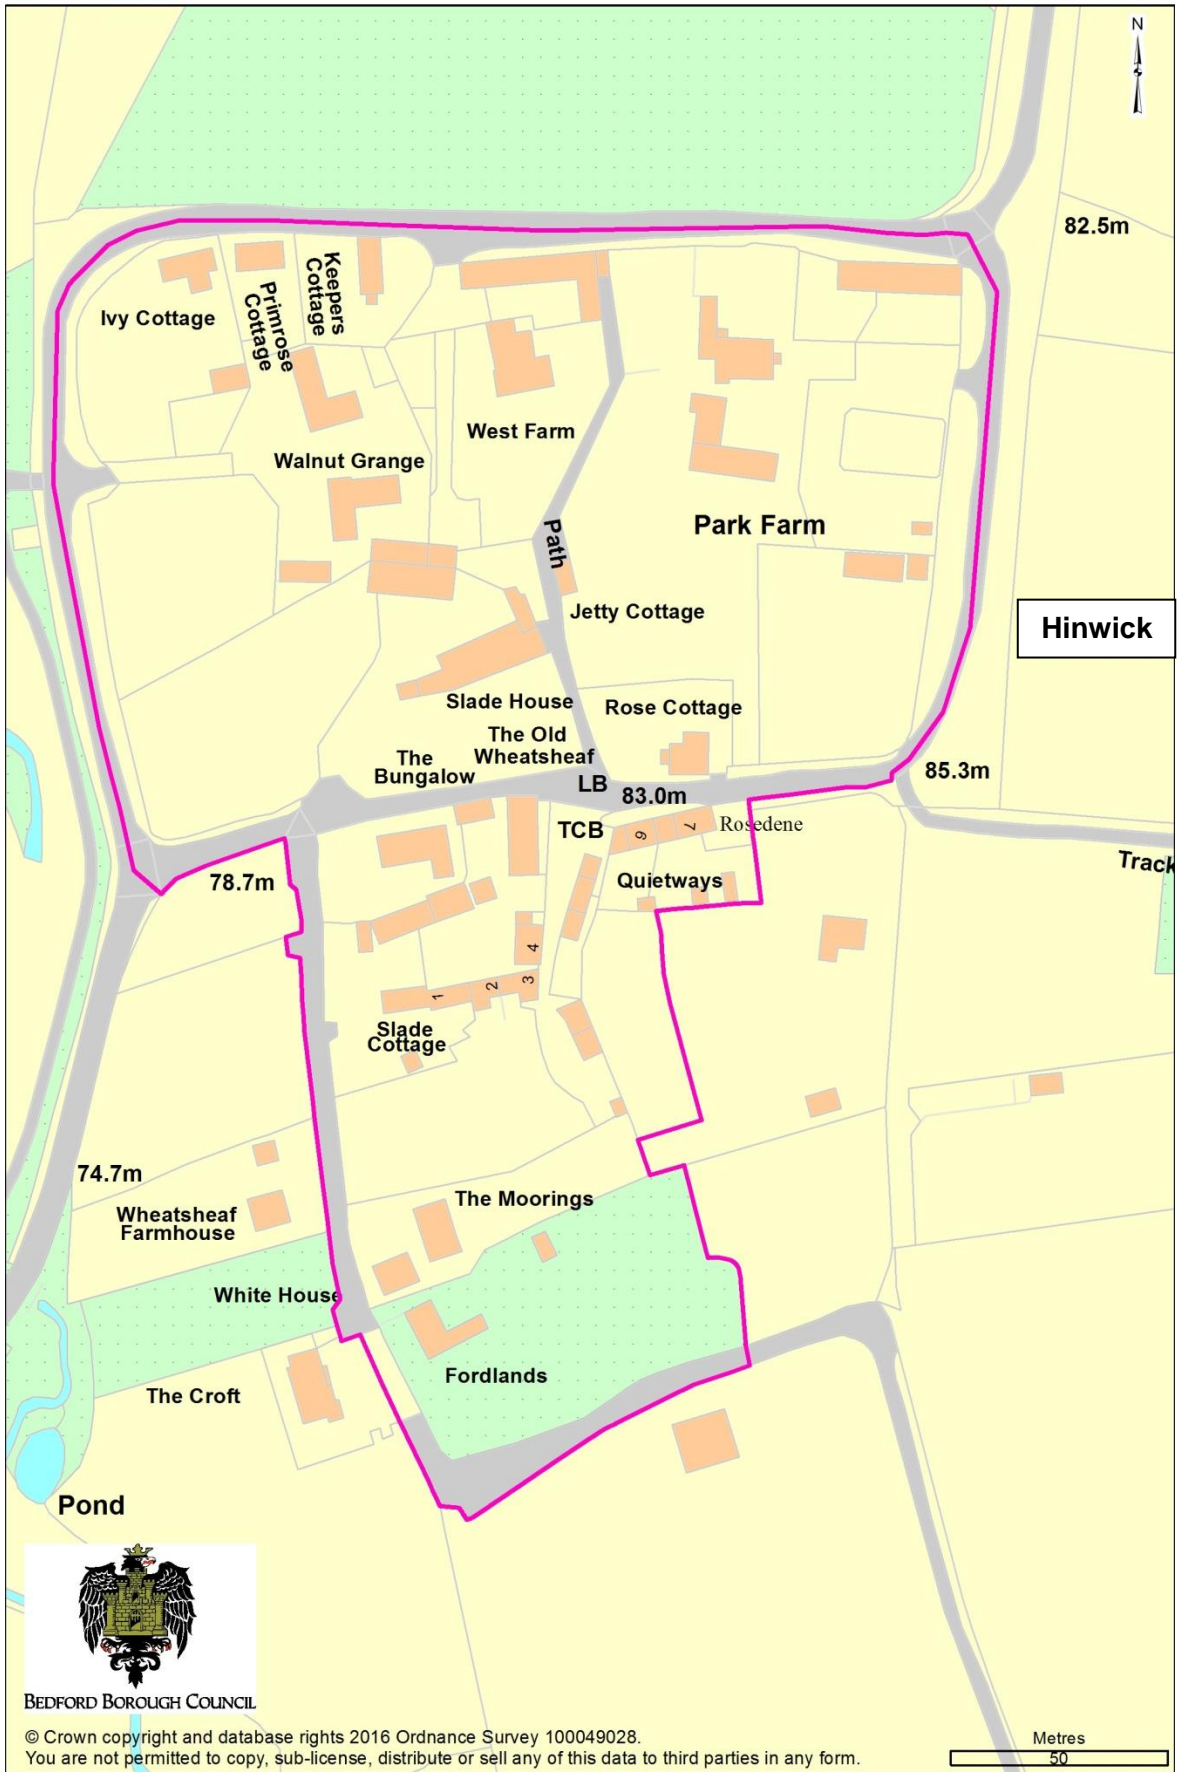 N
82.5m
Ivy Cottage
Primrose
Cottage
Keepers
Cottage
West Farm
Walnut Grange
Park Farm
Path
Jetty Cottage
Hinwick
Slade House
Rose Cottage
The Old
Wheatsheaf
The
Bungalow
85.3m
LB
83.0m
TCB
6
7
Rosedene
Track
78.7m
Quietways
4
3
2
1
Slade
Cottage
74.7m
The Moorings
Wheatsheaf
Farmhouse
White House
Fordlands
The Croft
Pond
BEDFORD BOROUGH COUNCIL
© Crown copyright and database rights 2016 Ordnance Survey 100049028.
You are not permitted to copy, sub-license, distribute or sell any of this data to third parties in any form.
Metres
50